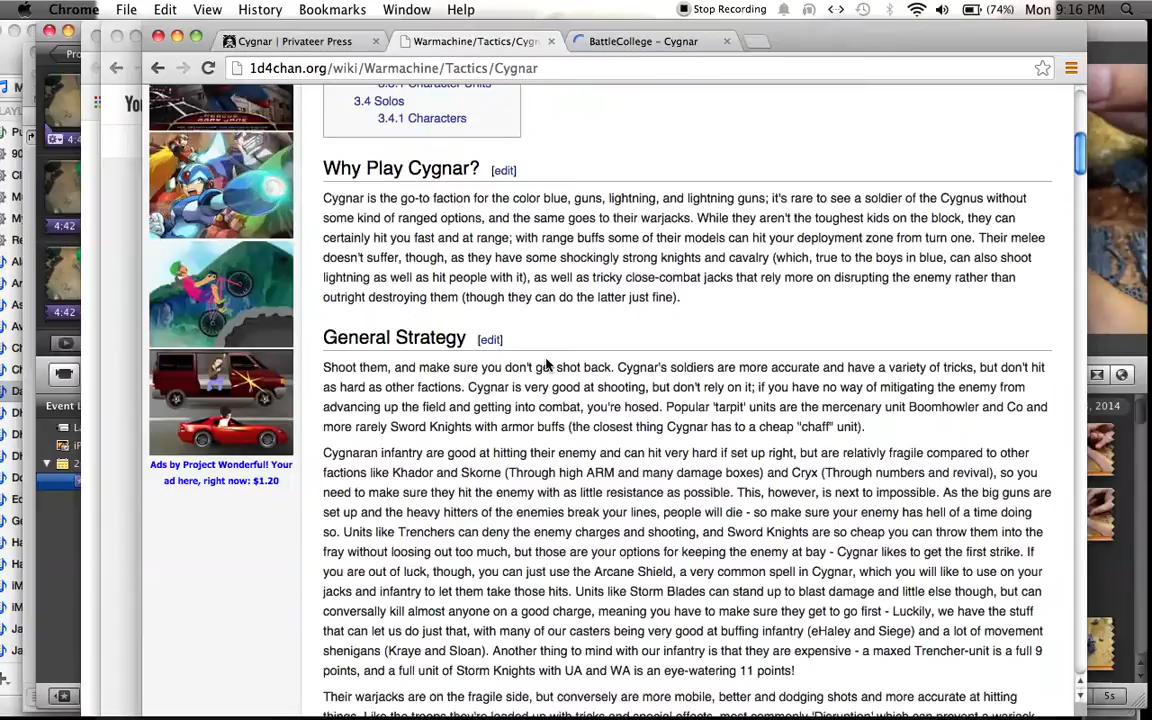 Chrome File Edit View History Bookmarks Window Help Stop Recording (74%) Mon 9:16 PM
Cygnar | Privateer Press Warmachine/Tactics/Cygn BattleCollege – Cygnar
1d4chan.org/wiki/Warmachine/Tactics/Cygnar
3.4 Solos
3.4.1 Characters
Why Play Cygnar? [edit]
Cygnar is the go-to faction for the color blue, guns, lightning, and lightning guns; it's rare to see a soldier of the Cygnus without
some kind of ranged options, and the same goes to their warjacks. While they aren't the toughest kids on the block, they can
certainly hit you fast and at range; with range buffs some of their models can hit your deployment zone from turn one. Their melee
doesn't suffer, though, as they have some shockingly strong knights and cavalry (which, true to the boys in blue, can also shoot
lightning as well as hit people with it), as well as tricky close-combat jacks that rely more on disrupting the enemy rather than
outright destroying them (though they can do the latter just fine).
General Strategy [edit]
Shoot them, and make sure you don't get shot back. Cygnar's soldiers are more accurate and have a variety of tricks, but don't hit
as hard as other factions. Cygnar is very good at shooting, but don't rely on it; if you have no way of mitigating the enemy from
advancing up the field and getting into combat, you're hosed. Popular 'tarpit' units are the mercenary unit Boomhowler and Co and
more rarely Sword Knights with armor buffs (the closest thing Cygnar has to a cheap "chaff" unit).
Cygnaran infantry are good at hitting their enemy and can hit very hard if set up right, but are relativly fragile compared to other
factions like Khador and Skorne (Through high ARM and many damage boxes) and Cryx (Through numbers and revival), so you
need to make sure they hit the enemy with as little resistance as possible. This, however, is next to impossible. As the big guns are
set up and the heavy hitters of the enemies break your lines, people will die - so make sure your enemy has hell of a time doing
so. Units like Trenchers can deny the enemy charges and shooting, and Sword Knights are so cheap you can throw them into the
fray without loosing out too much, but those are your options for keeping the enemy at bay - Cygnar likes to get the first strike. If
you are out of luck, though, you can just use the Arcane Shield, a very common spell in Cygnar, which you will like to use on your
jacks and infantry to let them take those hits. Units like Storm Blades can stand up to blast damage and little else though, but can
conversally kill almost anyone on a good charge, meaning you have to make sure they get to go first - Luckily, we have the stuff
that can let us do just that, with many of our casters being very good at buffing infantry (eHaley and Siege) and a lot of movement
shenigans (Kraye and Sloan). Another thing to mind with our infantry is that they are expensive - a maxed Trencher-unit is a full 9
points, and a full unit of Storm Knights with UA and WA is an eye-watering 11 points!
Their warjacks are on the fragile side, but conversely are more mobile, better and dodging shots and more accurate at hitting
things. Like the troops they're loaded up with tricks and special effects, most commonly 'Disruption' which can prevent a warjack
Ads by Project Wonderful! Your
ad here, right now: $1.20
4:42
4:42
Event L
, 2014
5s